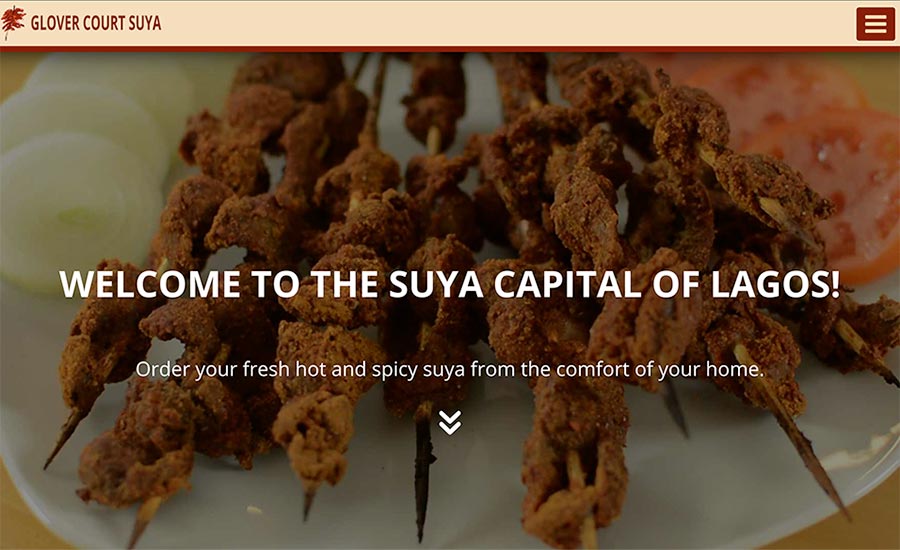 GLOVER COURT SUYA
WELCOME TO THE SUYA CAPITAL OF LAGOS!
Order your fresh hot and spicy suya from the comfort of your home.